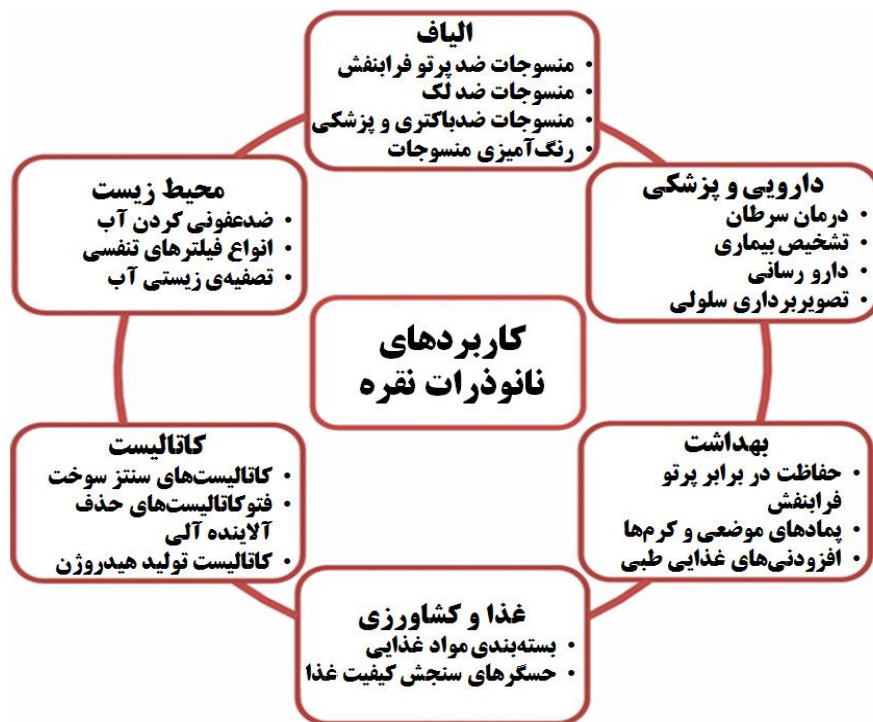 الیاف
• منسوجات ضد پرتو فرابنفش
• منسوجات ضد لک
• منسوجات ضدباکتری و پزشکی
• رنگ‌آمیزی منسوجات
دارویی و پزشکی
• درمان سرطان
• تشخیص بیماری
• دارو رسانی
• تصویربرداری سلولی
محیط زیست
• ضدعفونی کردن آب
• انواع فیلترهای تنفسی
• تصفیه‌ی زیستی آب
کاربردهای
نانوذرات نقره
بهداشت
• حفاظت در برابر پرتو
فرابنفش
• پمادهای موضعی و کرم‌ها
• افزودنی‌های غذایی طبی
کاتالیست
• کاتالیست‌های سنتز سوخت
• فتوکاتالیست‌های حذف
آلاینده آلی
• کاتالیست تولید هیدروژن
غذا و کشاورزی
• بسته‌بندی مواد غذایی
• حسگرهای سنجش کیفیت غذا